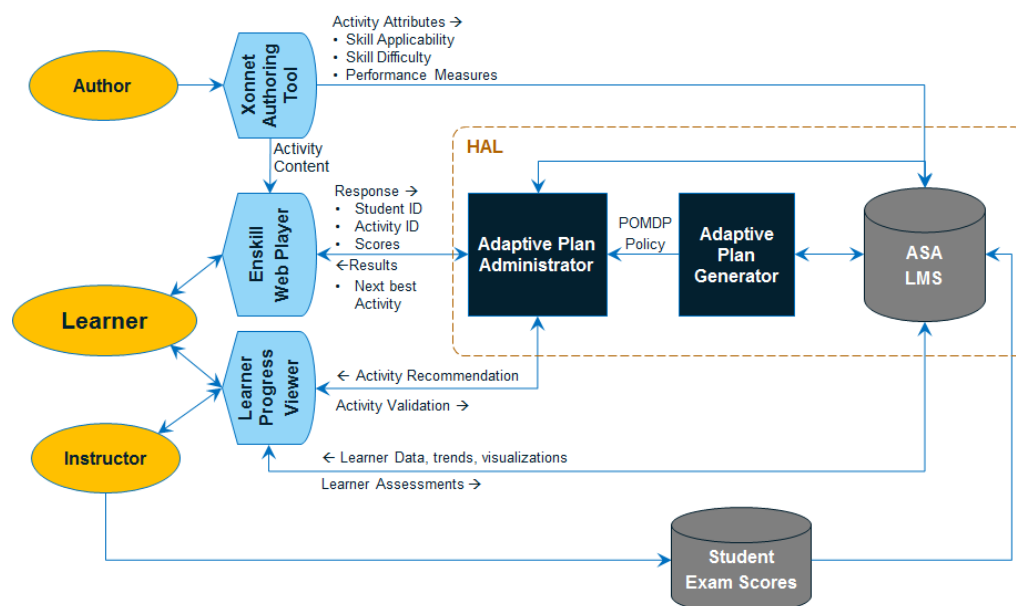 Activity Attributes →
• Skill Applicability
• Skill Difficulty
• Performance Measures
Author
Xonnet
Authoring
Tool
Activity
Content
HAL
Response →
• Student ID
• Activity ID
• Scores
←Results
• Next best
Activity
Enskill
Web Player
Adaptive Plan
Administrator
POMDP
Policy
Adaptive
Plan
Generator
ASA
LMS
Learner
Learner
Progress
Viewer
← Activity Recommendation
Activity Validation →
Instructor
← Learner Data, trends, visualizations
Learner Assessments →
Student
Exam Scores